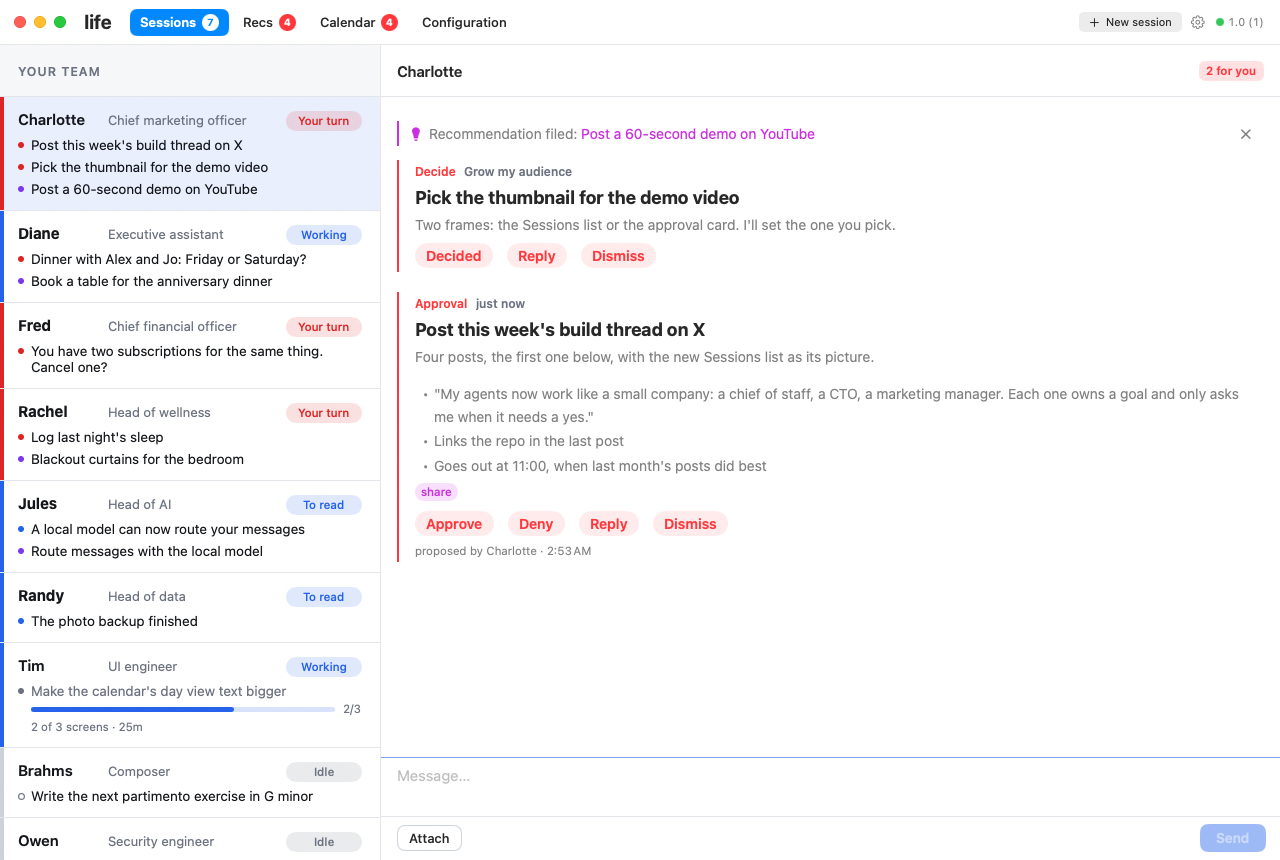 life
Sessions 7
Recs 4
Calendar 4
Configuration
+ New session
1.0 (1)
YOUR TEAM
Charlotte Chief marketing officer Your turn
Post this week's build thread on X
Pick the thumbnail for the demo video
Post a 60-second demo on YouTube
Diane Executive assistant Working
Dinner with Alex and Jo: Friday or Saturday?
Book a table for the anniversary dinner
Fred Chief financial officer Your turn
You have two subscriptions for the same thing.
Cancel one?
Rachel Head of wellness Your turn
Log last night's sleep
Blackout curtains for the bedroom
Jules Head of AI To read
A local model can now route your messages
Route messages with the local model
Randy Head of data To read
The photo backup finished
Tim UI engineer Working
Make the calendar's day view text bigger
2/3
2 of 3 screens · 25m
Brahms Composer Idle
Write the next partimento exercise in G minor
Owen Security engineer Idle
Charlotte
2 for you
Recommendation filed: Post a 60-second demo on YouTube
Decide Grow my audience
Pick the thumbnail for the demo video
Two frames: the Sessions list or the approval card. I'll set the one you pick.
Decided Reply Dismiss
Approval just now
Post this week's build thread on X
Four posts, the first one below, with the new Sessions list as its picture.
• "My agents now work like a small company: a chief of staff, a CTO, a marketing manager. Each one owns a goal and only asks
me when it needs a yes."
• Links the repo in the last post
• Goes out at 11:00, when last month's posts did best
share
Approve Deny Reply Dismiss
proposed by Charlotte · 2:53 AM
Message...
Attach
Send